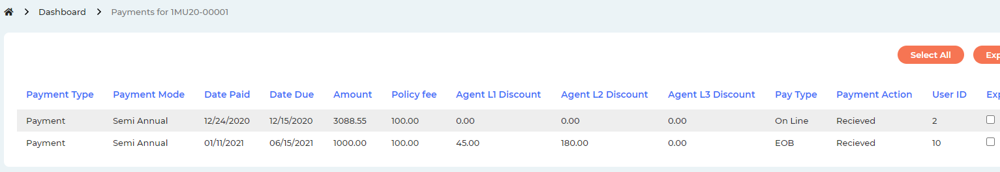 Dashboard Payments for 1MU20-00001
Select All Exp
Payment Type Payment Mode Date Paid Date Due Amount Policy fee Agent L1 Discount Agent L2 Discount Agent L3 Discount Pay Type Payment Action User ID Exp
Payment Semi Annual 12/24/2020 12/15/2020 3088.55 100.00 0.00 0.00 0.00 On Line Recieved 2
Payment Semi Annual 01/11/2021 06/15/2021 1000.00 100.00 45.00 180.00 0.00 EOB Recieved 10